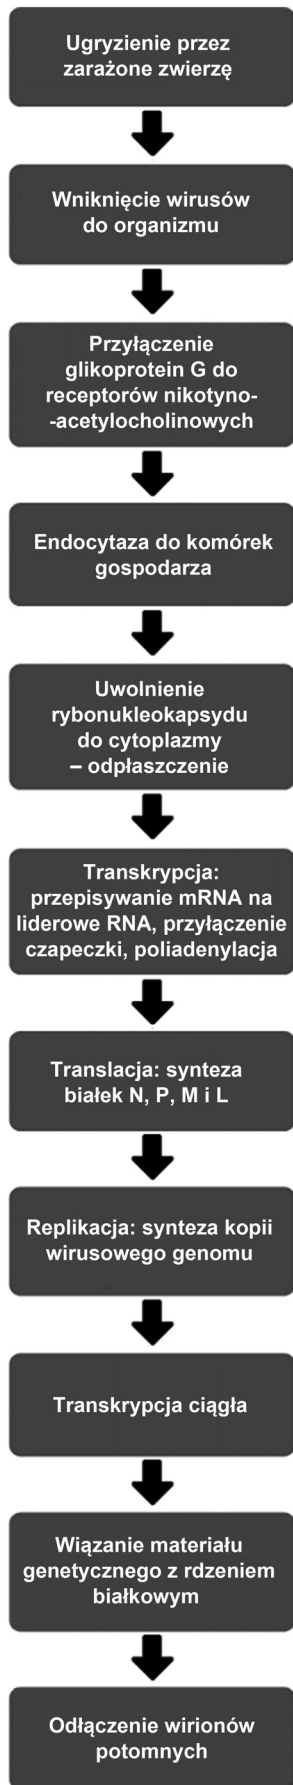 Ugryzienie przez
zarażone zwierzę
Wniknięcie wirusów
do organizmu
Przyłączenie
glikoprotein G do
receptorów nikotyno-
-acetylocholinowych
Endocytaza do komórek
gospodarza
Uwolnienie
rybonukleokapsydu
do cytoplazmy
– odpłaszczenie
Transkrypcja:
przepisywanie mRNA na
liderowe RNA, przyłączenie
czapeczki, poliadenylacja
Translacja: synteza
białek N, P, M i L
Replikacja: synteza kopii
wirusowego genomu
Transkrypcja ciągła
Wiązanie materiału
genetycznego z rdzeniem
białkowym
Odłączenie wirionów
potomnych